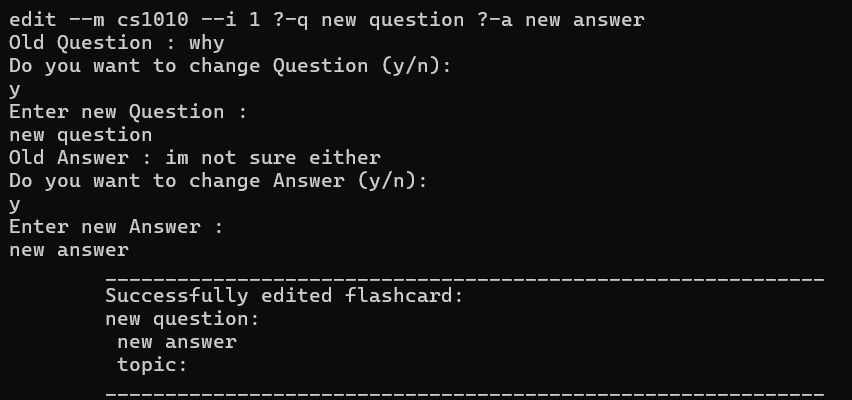 edit --m cs1010 --i 1 ?-q new question ?-a new answer
Old Question : why
Do you want to change Question (y/n):
y
Enter new Question :
new question
Old Answer : im not sure either
Do you want to change Answer (y/n):
y
Enter new Answer :
new answer
____________________________________________________________
Successfully edited flashcard:
new question:
new answer
topic:
____________________________________________________________